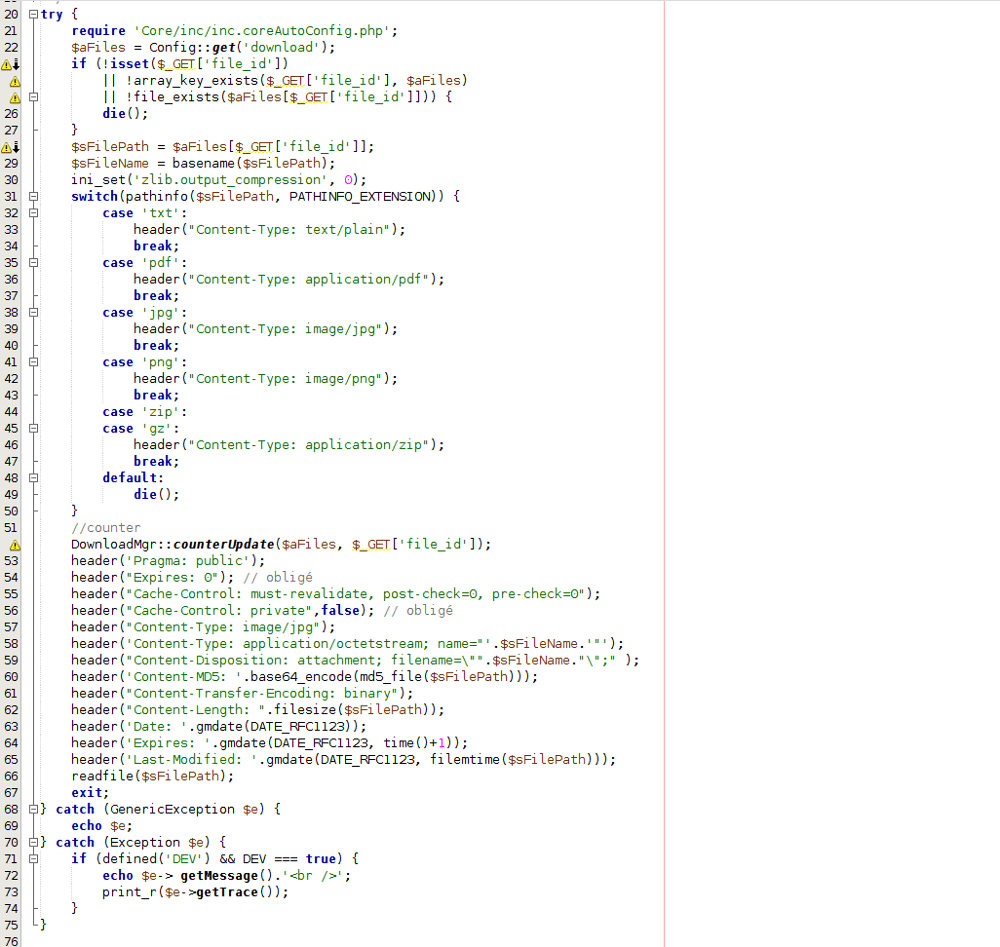 20 try {
21 require 'Core/inc/inc.coreAutoConfig.php';
22 $aFiles = Config::get('download');
if (!isset($_GET['file_id'])
|| !array_key_exists($_GET['file_id'], $aFiles)
|| !file_exists($aFiles[$_GET['file_id']])) {
26 die();
27 }
$sFilePath = $aFiles[$_GET['file_id']];
29 $sFileName = basename($sFilePath);
30 ini_set('zlib.output_compression', 0);
31 switch(pathinfo($sFilePath, PATHINFO_EXTENSION)) {
32 case 'txt':
33 header("Content-Type: text/plain");
34 break;
35 case 'pdf':
36 header("Content-Type: application/pdf");
37 break;
38 case 'jpg':
39 header("Content-Type: image/jpg");
40 break;
41 case 'png':
42 header("Content-Type: image/png");
43 break;
44 case 'zip':
45 case 'gz':
46 header("Content-Type: application/zip");
47 break;
48 default:
49 die();
50 }
51 //counter
DownloadMgr::counterUpdate($aFiles, $_GET['file_id']);
53 header('Pragma: public');
54 header("Expires: 0"); // obligé
55 header("Cache-Control: must-revalidate, post-check=0, pre-check=0");
56 header("Cache-Control: private",false); // obligé
57 header("Content-Type: image/jpg");
58 header('Content-Type: application/octetstream; name="'.$sFileName.'"');
59 header("Content-Disposition: attachment; filename=\"".$sFileName."\";" );
60 header('Content-MD5: '.base64_encode(md5_file($sFilePath)));
61 header("Content-Transfer-Encoding: binary");
62 header("Content-Length: ".filesize($sFilePath));
63 header('Date: '.gmdate(DATE_RFC1123));
64 header('Expires: '.gmdate(DATE_RFC1123, time()+1));
65 header('Last-Modified: '.gmdate(DATE_RFC1123, filemtime($sFilePath)));
66 readfile($sFilePath);
67 exit;
68 } catch (GenericException $e) {
69 echo $e;
70 } catch (Exception $e) {
71 if (defined('DEV') && DEV === true) {
72 echo $e-> getMessage().'<br />';
73 print_r($e->getTrace());
74 }
75 }
76